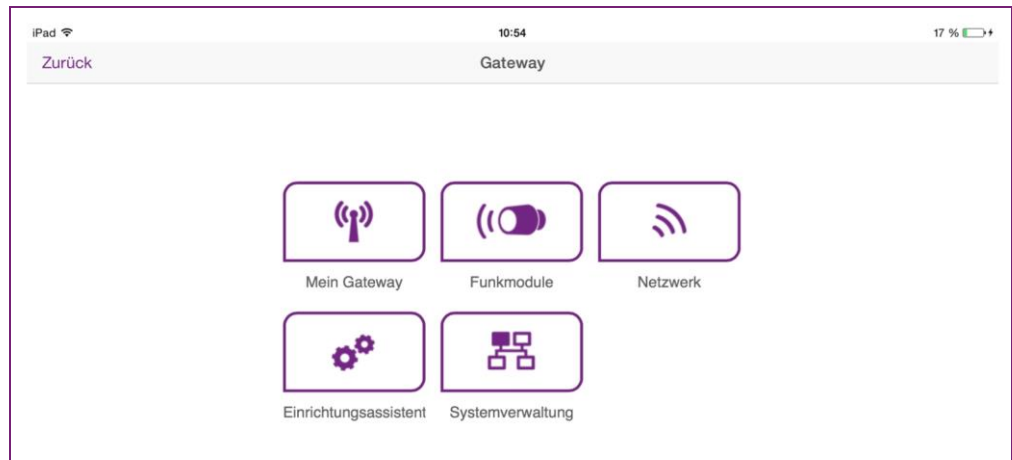 iPad 10:54 17 %
Zurück Gateway
Mein Gateway Funkmodule Netzwerk
Einrichtungsassistent Systemverwaltung